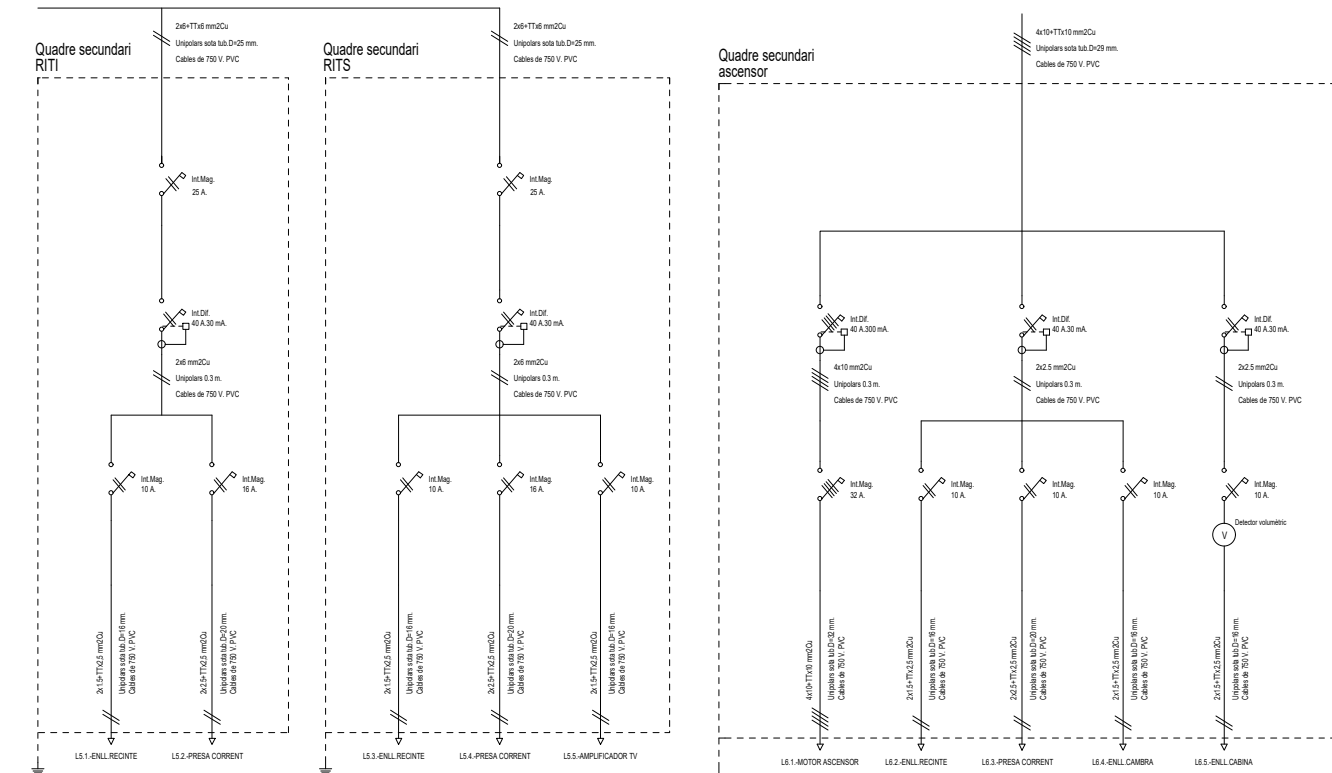 2x6+TTx6 mm2Cu
Unipolars sota tub.D=25 mm.
Cables de 750 V. PVC
Quadre secundari
RITI
Int.Mag.
25 A.
Int.Dif.
40 A.30 mA.
2x6 mm2Cu
Unipolars 0.3 m.
Cables de 750 V. PVC
Int.Mag.
10 A.
Int.Mag.
16 A.
2x1.5+TTx2.5 mm2Cu
Unipolars sota tub.D=16 mm.
Cables de 750 V. PVC
2x2.5+TTx2.5 mm2Cu
Unipolars sota tub.D=20 mm.
Cables de 750 V. PVC
L5.1.-ENLL.RECINTE
L5.2.-PRESA CORRENT
2x6+TTx6 mm2Cu
Unipolars sota tub.D=25 mm.
Cables de 750 V. PVC
Quadre secundari
RITS
Int.Mag.
25 A.
Int.Dif.
40 A.30 mA.
2x6 mm2Cu
Unipolars 0.3 m.
Cables de 750 V. PVC
Int.Mag.
10 A.
Int.Mag.
16 A.
Int.Mag.
10 A.
2x1.5+TTx2.5 mm2Cu
Unipolars sota tub.D=16 mm.
Cables de 750 V. PVC
2x2.5+TTx2.5 mm2Cu
Unipolars sota tub.D=20 mm.
Cables de 750 V. PVC
2x1.5+TTx2.5 mm2Cu
Unipolars sota tub.D=16 mm.
Cables de 750 V. PVC
L5.3.-ENLL.RECINTE
L5.4.-PRESA CORRENT
L5.5.-AMPLIFICADOR TV
4x10+TTx10 mm2Cu
Unipolars sota tub.D=29 mm.
Cables de 750 V. PVC
Quadre secundari
ascensor
Int.Dif.
40 A.300 mA.
Int.Dif.
40 A.30 mA.
Int.Dif.
40 A.30 mA.
4x10 mm2Cu
Unipolars 0.3 m.
Cables de 750 V. PVC
2x2.5 mm2Cu
Unipolars 0.3 m.
Cables de 750 V. PVC
2x2.5 mm2Cu
Unipolars 0.3 m.
Cables de 750 V. PVC
Int.Mag.
32 A.
Int.Mag.
10 A.
Int.Mag.
10 A.
Int.Mag.
10 A.
Int.Mag.
10 A.
Detector volumètric
V
4x10+TTx10 mm2Cu
Unipolars sota tub.D=32 mm.
Cables de 750 V. PVC
2x1.5+TTx2.5 mm2Cu
Unipolars sota tub.D=16 mm.
Cables de 750 V. PVC
2x2.5+TTx2.5 mm2Cu
Unipolars sota tub.D=20 mm.
Cables de 750 V. PVC
2x1.5+TTx2.5 mm2Cu
Unipolars sota tub.D=16 mm.
Cables de 750 V. PVC
2x1.5+TTx2.5 mm2Cu
Unipolars sota tub.D=16 mm.
Cables de 750 V. PVC
L6.1.-MOTOR ASCENSOR
L6.2.-ENLL.RECINTE
L6.3.-PRESA CORRENT
L6.4.-ENLL.CAMBRA
L6.5.-ENLL.CABINA